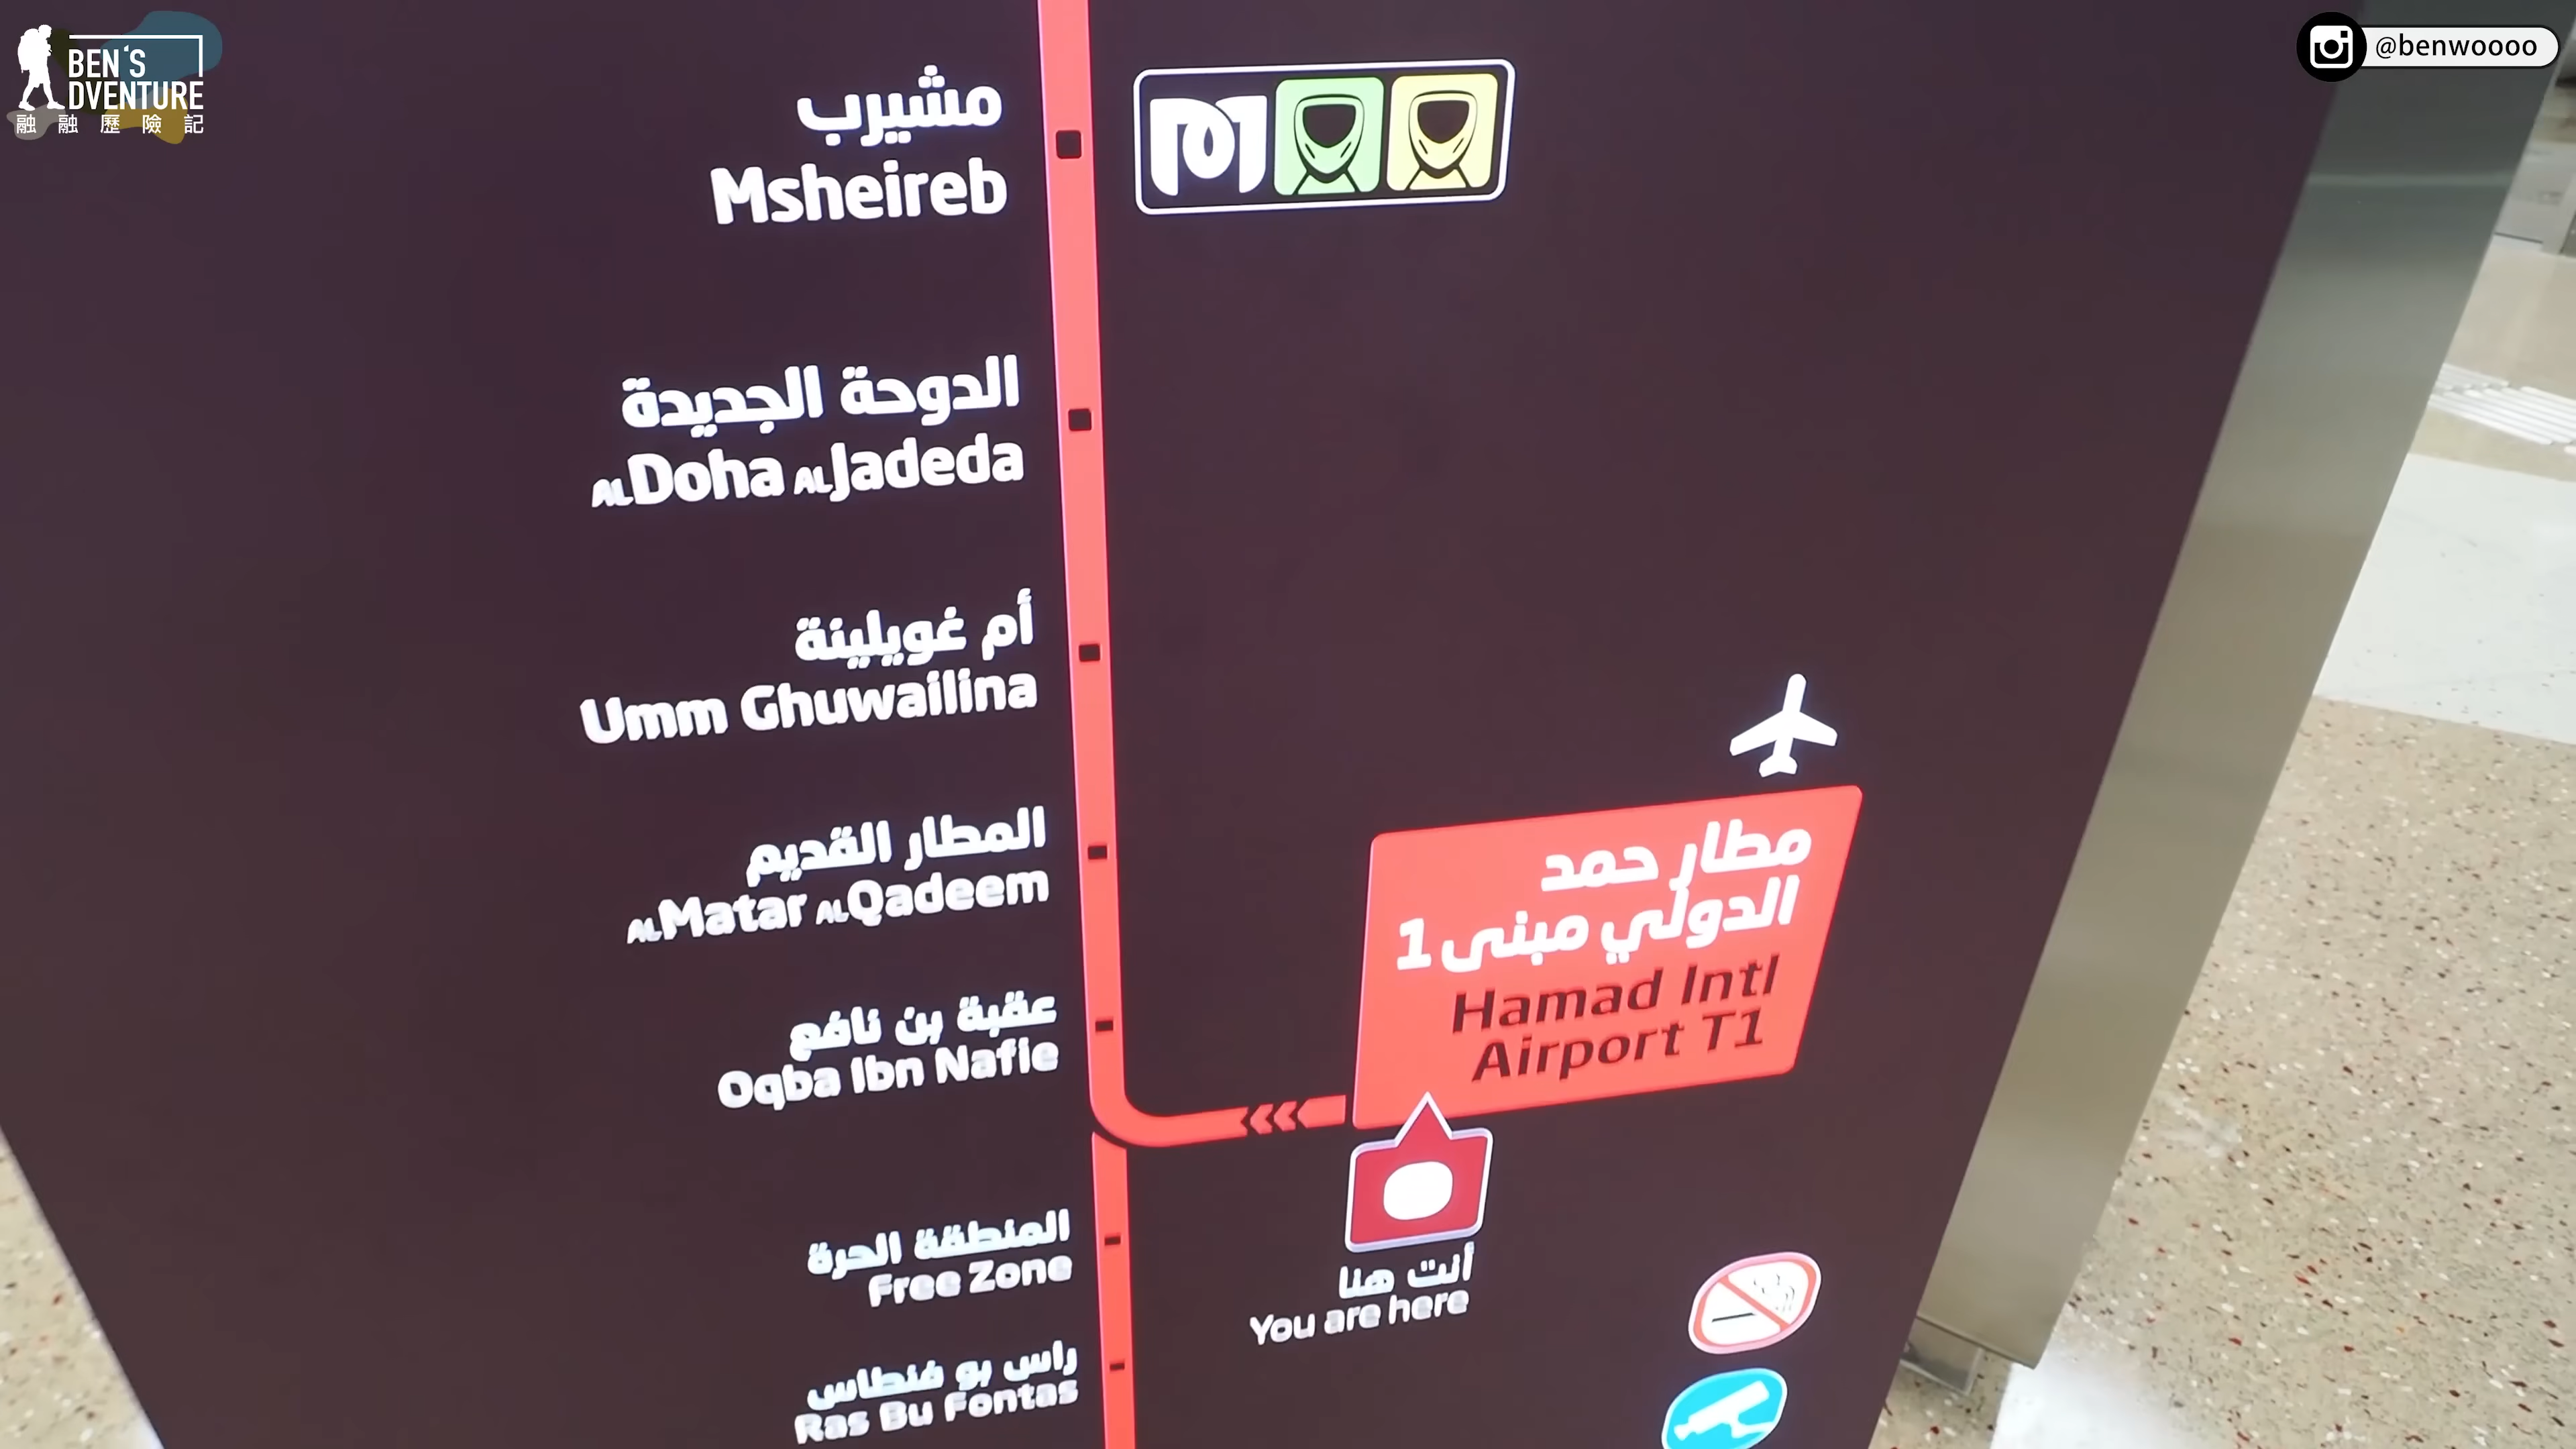 BEN'S
DVENTURE
融融歷險記
@benwoooo
مشيرب
Msheireb
الدوحة الجديدة
AL Doha AL Jadeda
أم غويلينة
Umm Ghuwailina
المطار القديم
AL Matar AL Qadeem
عقبة بن نافع
Oqba Ibn Nafie
مطار حمد
الدولي مبنى 1
Hamad Intl
Airport T1
أنت هنا
You are here
المنطقة الحرة
Free Zone
راس بو فنطاس
Ras Bu Fontas